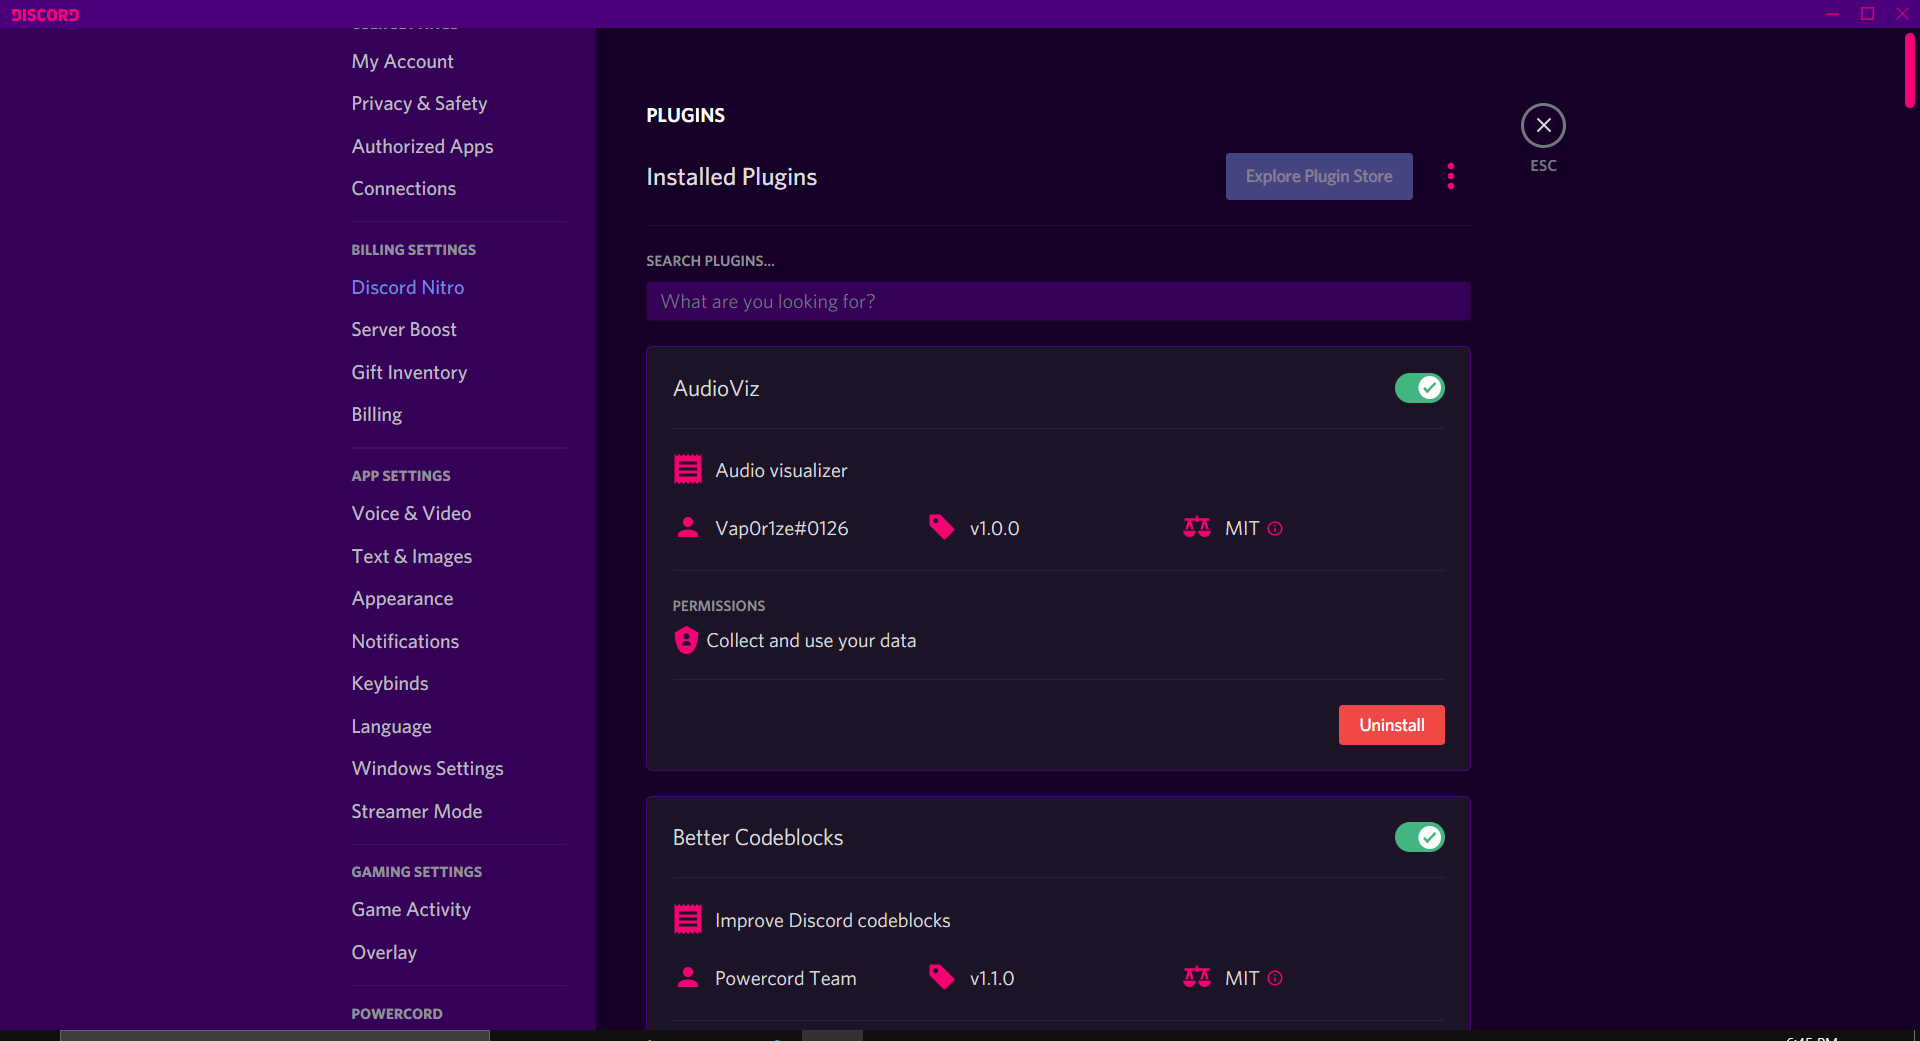 DISCORD
My Account
Privacy & Safety
Authorized Apps
Connections
BILLING SETTINGS
Discord Nitro
Server Boost
Gift Inventory
Billing
APP SETTINGS
Voice & Video
Text & Images
Appearance
Notifications
Keybinds
Language
Windows Settings
Streamer Mode
GAMING SETTINGS
Game Activity
Overlay
POWERCORD
PLUGINS
Installed Plugins
Explore Plugin Store
ESC
SEARCH PLUGINS...
What are you looking for?
AudioViz
Audio visualizer
Vap0r1ze#0126 v1.0.0 MIT
PERMISSIONS
Collect and use your data
Uninstall
Better Codeblocks
Improve Discord codeblocks
Powercord Team v1.1.0 MIT